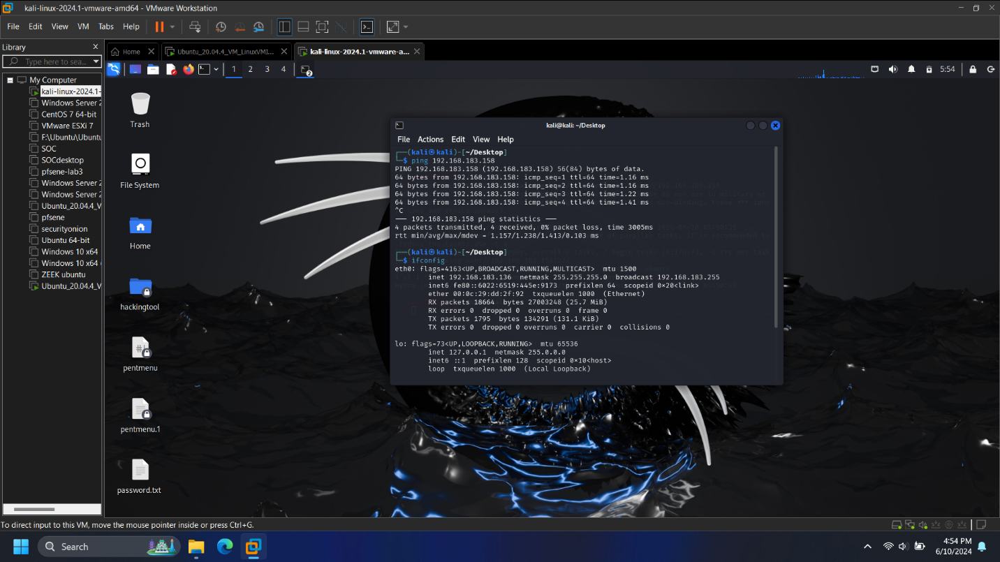 kali-linux-2024.1-vmware-amd64 - VMware Workstation
File Edit View VM Tabs Help
Library
Type here to sea...
Home
Ubuntu_20.04.4_VM_LinuxVMI...
kali-linux-2024.1-vmware-a...
1 2 3 4
2
5:54
My Computer
kali-linux-2024.1-
Windows Server 2
CentOS 7 64-bit
VMware ESXi 7
F:\Ubuntu\Ubuntu
SOC
SOCdesktop
pfsene-lab3
Windows Server 2
Windows Server 2
Ubuntu_20.04.4_V
pfsene
securityonion
Ubuntu 64-bit
Windows 10 x64
Windows 10 x64
ZEEK ubuntu
Ubuntu_20.04.4_V
Trash
File System
Home
hackingtool
pentmenu
pentmenu.1
password.txt
kali@kali: ~/Desktop
File Actions Edit View Help
┌──(kali㉿kali)-[~/Desktop]
└─$ ping 192.168.183.158
PING 192.168.183.158 (192.168.183.158) 56(84) bytes of data.
64 bytes from 192.168.183.158: icmp_seq=1 ttl=64 time=1.16 ms
64 bytes from 192.168.183.158: icmp_seq=2 ttl=64 time=1.16 ms
64 bytes from 192.168.183.158: icmp_seq=3 ttl=64 time=1.22 ms
64 bytes from 192.168.183.158: icmp_seq=4 ttl=64 time=1.41 ms
^C
--- 192.168.183.158 ping statistics ---
4 packets transmitted, 4 received, 0% packet loss, time 3005ms
rtt min/avg/max/mdev = 1.157/1.238/1.413/0.103 ms
┌──(kali㉿kali)-[~/Desktop]
└─$ ifconfig
eth0: flags=4163<UP,BROADCAST,RUNNING,MULTICAST>  mtu 1500
inet 192.168.183.136  netmask 255.255.255.0  broadcast 192.168.183.255
inet6 fe80::6022:6519:445e:9173  prefixlen 64  scopeid 0×20<link>
ether 00:0c:29:dd:2f:92  txqueuelen 1000  (Ethernet)
RX packets 18664  bytes 27003248 (25.7 MiB)
RX errors 0  dropped 0  overruns 0  frame 0
TX packets 1795  bytes 134291 (131.1 KiB)
TX errors 0  dropped 0 overruns 0  carrier 0  collisions 0
lo: flags=73<UP,LOOPBACK,RUNNING>  mtu 65536
inet 127.0.0.1  netmask 255.0.0.0
inet6 ::1  prefixlen 128  scopeid 0×10<host>
loop  txqueuelen 1000  (Local Loopback)
To direct input to this VM, move the mouse pointer inside or press Ctrl+G.
Search
4:54 PM
6/10/2024